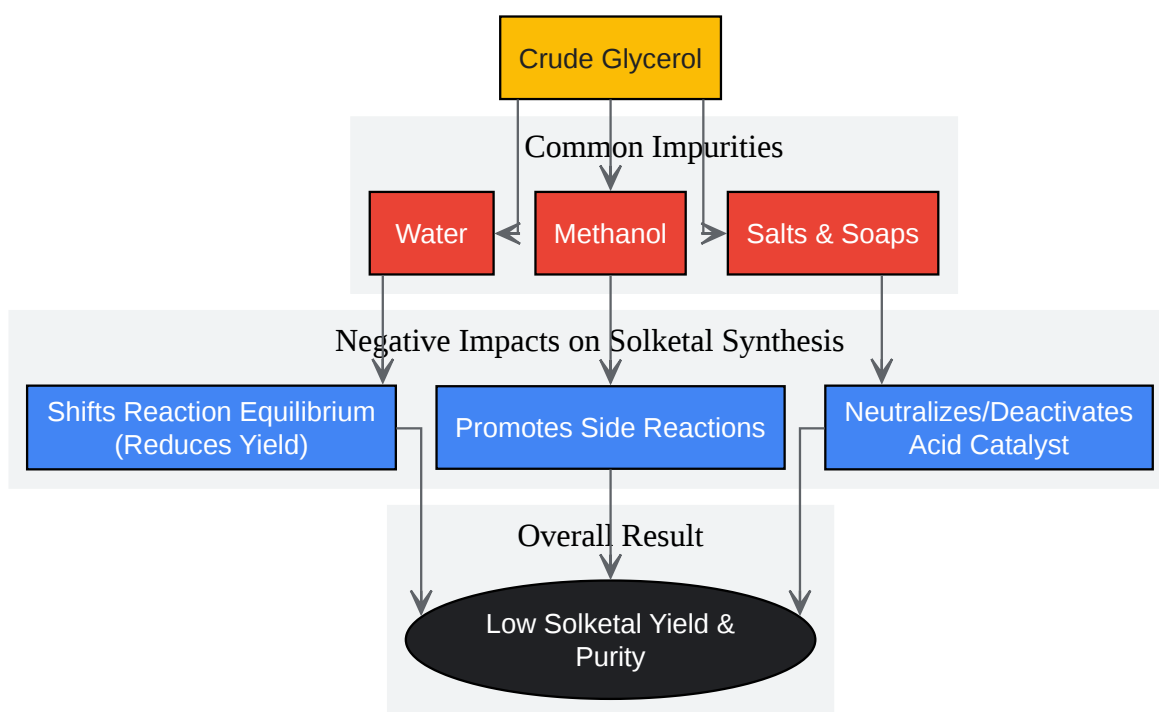 Crude Glycerol
Common Impurities
Water
Methanol
Salts & Soaps
Negative Impacts on Solketal Synthesis
Shifts Reaction Equilibrium
(Reduces Yield)
Promotes Side Reactions
Neutralizes/Deactivates
Acid Catalyst
Overall Result
Low Solketal Yield &
Purity